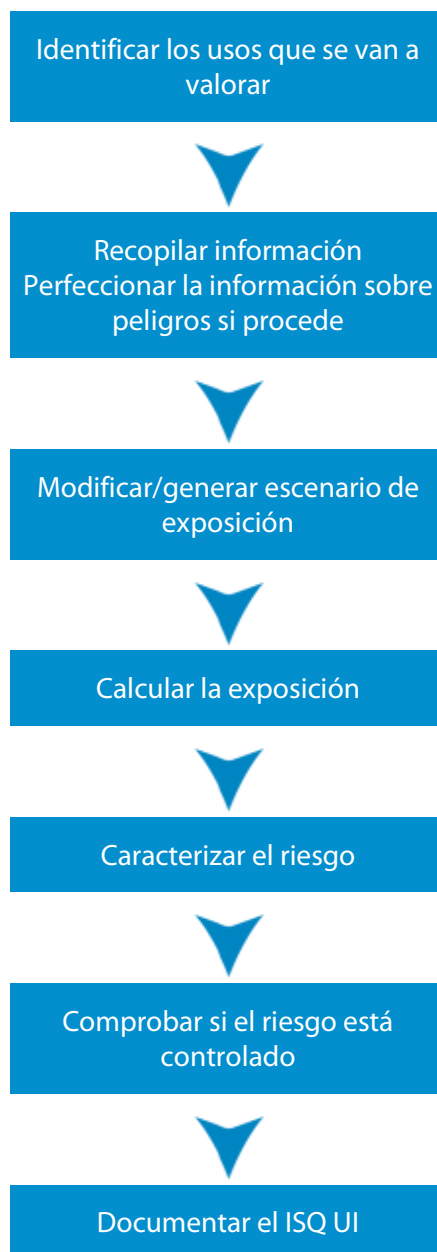 Identificar los usos que se van a
valorar
Recopilar información
Perfeccionar la información sobre
peligros si procede
Modificar/generar escenario de
exposición
Calcular la exposición
Caracterizar el riesgo
Comprobar si el riesgo está
controlado
Documentar el ISQ UI